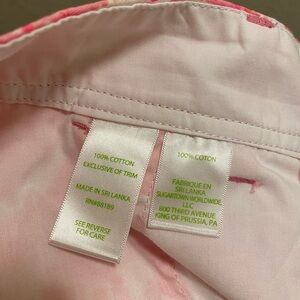 100% COTTON
EXCLUSIVE OF TRIM
MADE IN SRI LANKA
RN#88189
SEE REVERSE
FOR CARE
100% COTON
FABRIQUE EN
SRI LANKA
SUGARTOWN WORLDWIDE,
LLC
800 THIRD AVENUE
KING OF PRUSSIA, PA